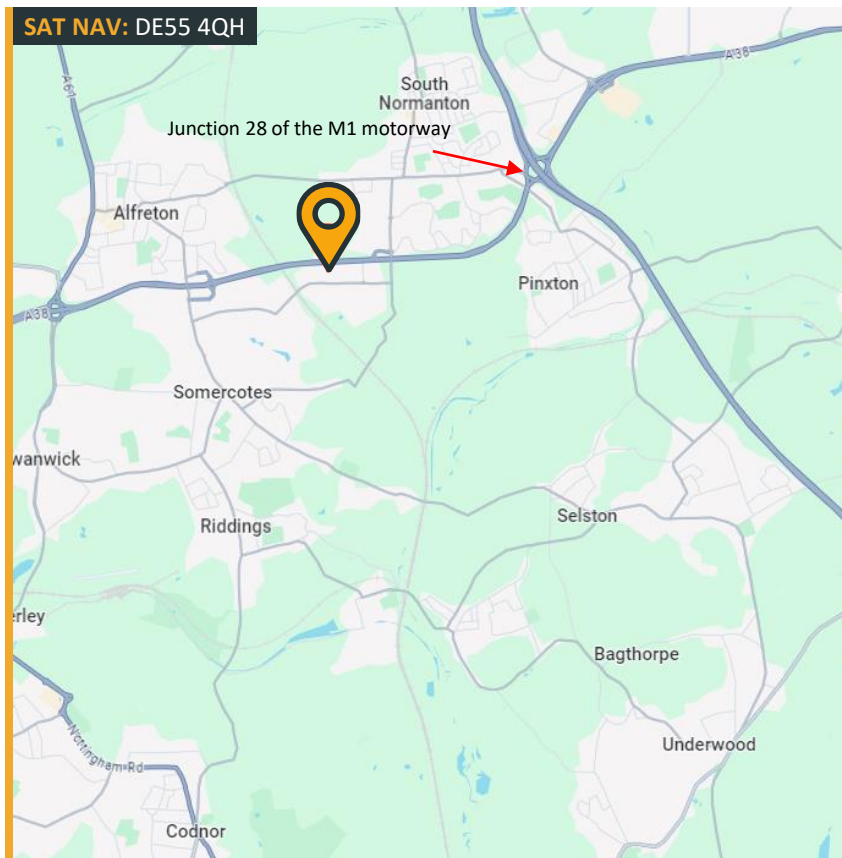 SAT NAV: DE55 4QH
A61
A38
South
Normanton
Junction 28 of the M1 motorway
Alfreton
Pinxton
A38
Somercotes
wanwick
Riddings
Selston
erley
Bagthorpe
Underwood
Nottingham Rd
Codnor